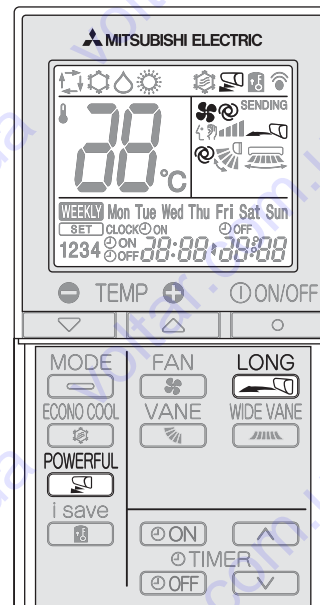 MITSUBISHI ELECTRIC
SENDING
88°C
WEEKLY Mon Tue Wed Thu Fri Sat Sun
SET CLOCK ON OFF
1234 ON OFF 88:88 88:88
TEMP ON/OFF
MODE FAN LONG
ECONO COOL VANE WIDE VANE
POWERFUL
i save
ON
TIMER
OFF